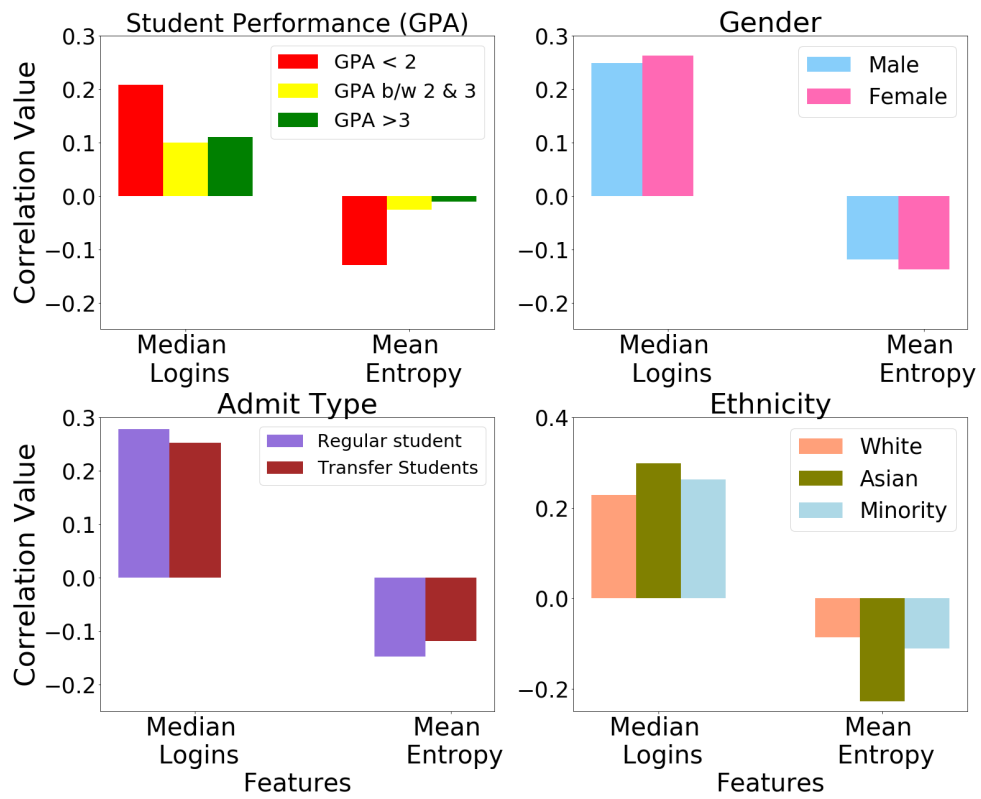 Student Performance (GPA)
Correlation Value
0.3
0.2
0.1
0.0
−0.1
−0.2
GPA < 2
GPA b/w 2 & 3
GPA >3
Median
Logins
Mean
Entropy
Gender
0.3
0.2
0.1
0.0
−0.1
−0.2
Male
Female
Median
Logins
Mean
Entropy
Admit Type
Correlation Value
0.3
0.2
0.1
0.0
−0.1
−0.2
Regular student
Transfer Students
Median
Logins
Mean
Entropy
Features
Ethnicity
0.4
0.2
0.0
−0.2
White
Asian
Minority
Median
Logins
Mean
Entropy
Features